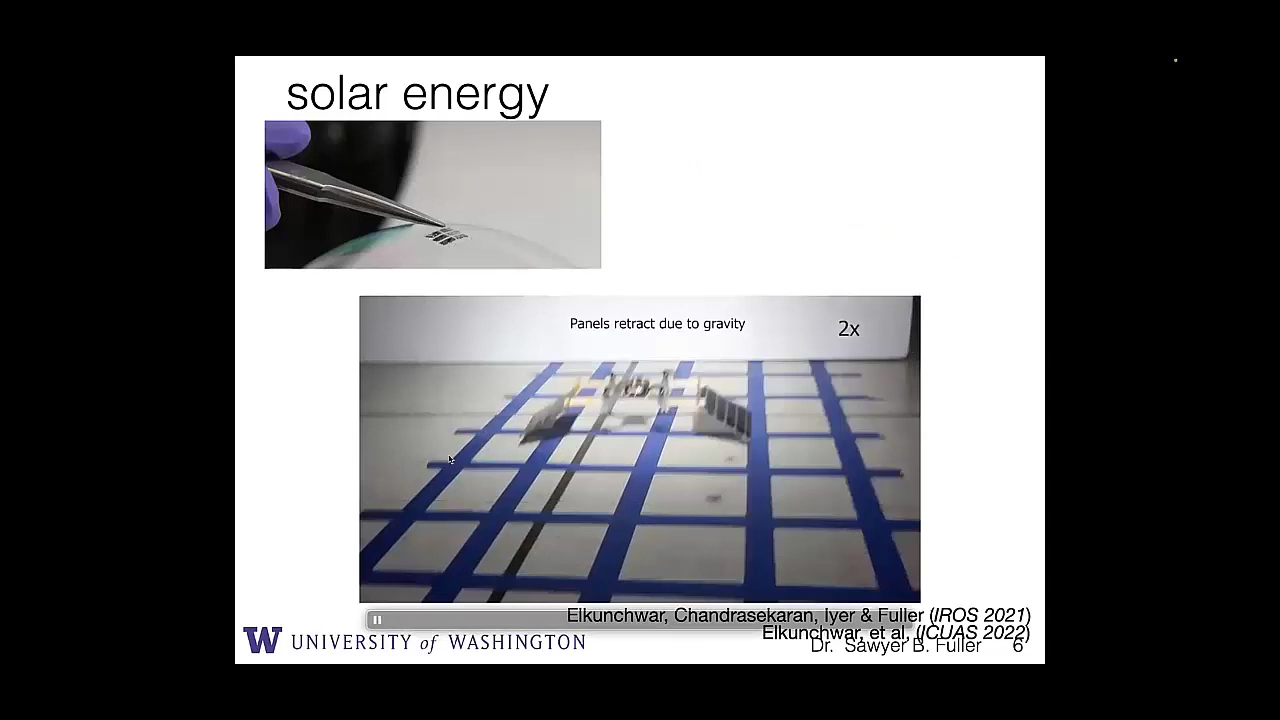 solar energy
Panels retract due to gravity
2x
Elkunchwar, Chandrasekaran, Iyer & Fuller (IROS 2021)
Elkunchwar, et al, (ICUAS 2022)
W UNIVERSITY of WASHINGTON
Dr. Sawyer B. Fuller 6